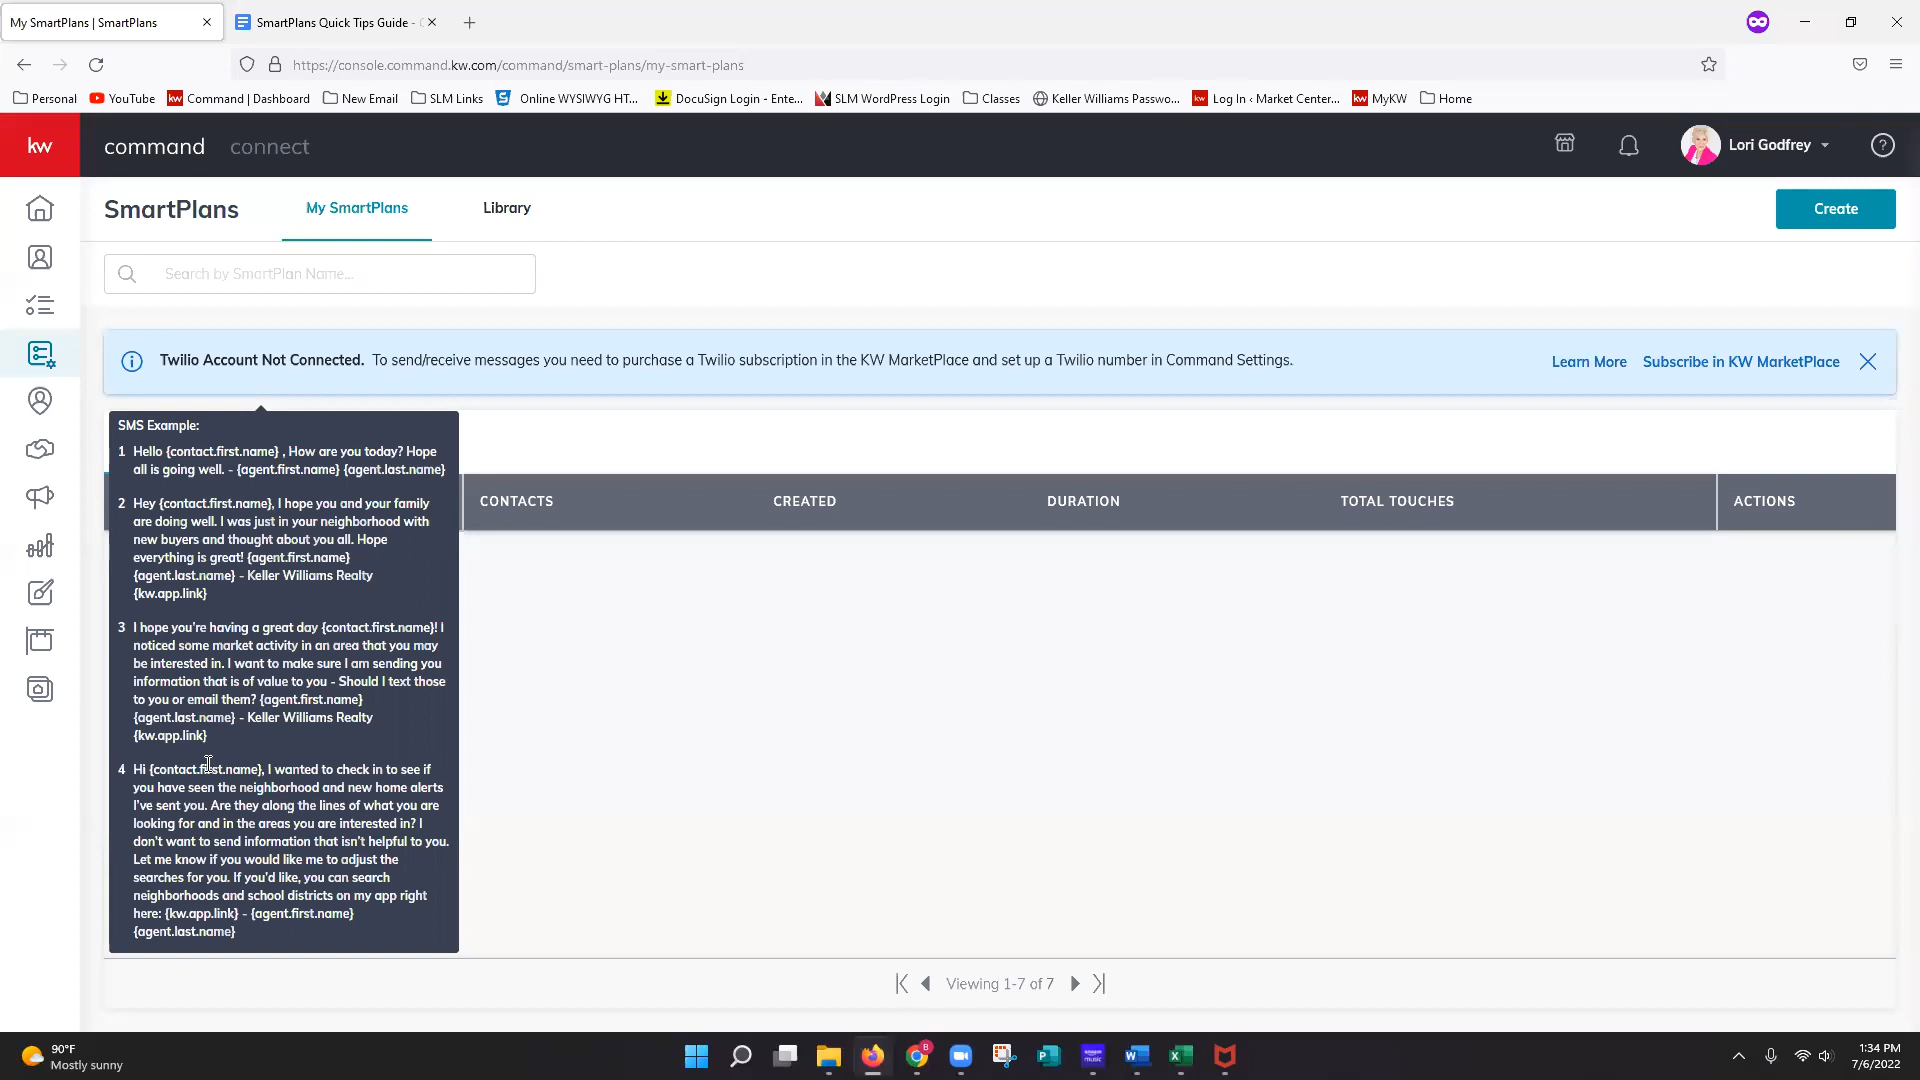 My SmartPlans | SmartPlans
SmartPlans Quick Tips Guide -
https://console.command.kw.com/command/smart-plans/my-smart-plans
Personal
YouTube
kw Command | Dashboard
New Email
SLM Links
Online WYSIWYG HT...
DocuSign Login - Ente...
SLM WordPress Login
Classes
Keller Williams Passwo...
kw Log In ‹ Market Center...
kw MyKW
Home
kw
command
connect
Lori Godfrey
?
SmartPlans
My SmartPlans
Library
Create
Search by SmartPlan Name...
Twilio Account Not Connected. To send/receive messages you need to purchase a Twilio subscription in the KW MarketPlace and set up a Twilio number in Command Settings.
Learn More
Subscribe in KW MarketPlace
SMS Example:
1 Hello {contact.first.name} , How are you today? Hope
all is going well. - {agent.first.name} {agent.last.name}
2 Hey {contact.first.name}, I hope you and your family
are doing well. I was just in your neighborhood with
new buyers and thought about you all. Hope
everything is great! {agent.first.name}
{agent.last.name} - Keller Williams Realty
{kw.app.link}
3 I hope you're having a great day {contact.first.name}! I
noticed some market activity in an area that you may
be interested in. I want to make sure I am sending you
information that is of value to you - Should I text those
to you or email them? {agent.first.name}
{agent.last.name} - Keller Williams Realty
{kw.app.link}
4 Hi {contact.first.name}, I wanted to check in to see if
you have seen the neighborhood and new home alerts
I've sent you. Are they along the lines of what you are
looking for and in the areas you are interested in? I
don't want to send information that isn't helpful to you.
Let me know if you would like me to adjust the
searches for you. If you'd like, you can search
neighborhoods and school districts on my app right
here: {kw.app.link} - {agent.first.name}
{agent.last.name}
CONTACTS
CREATED
DURATION
TOTAL TOUCHES
ACTIONS
Viewing 1-7 of 7
90°F
Mostly sunny
1:34 PM
7/6/2022